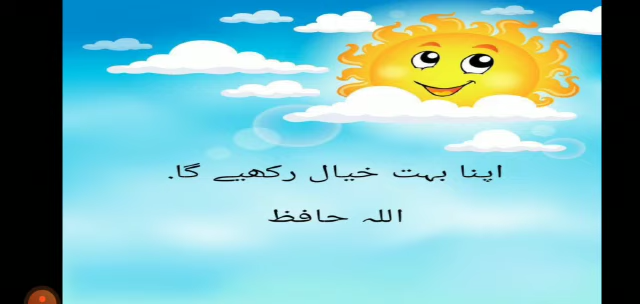 اپنا بہت خیال رکھیے گا.
اللہ حافظ